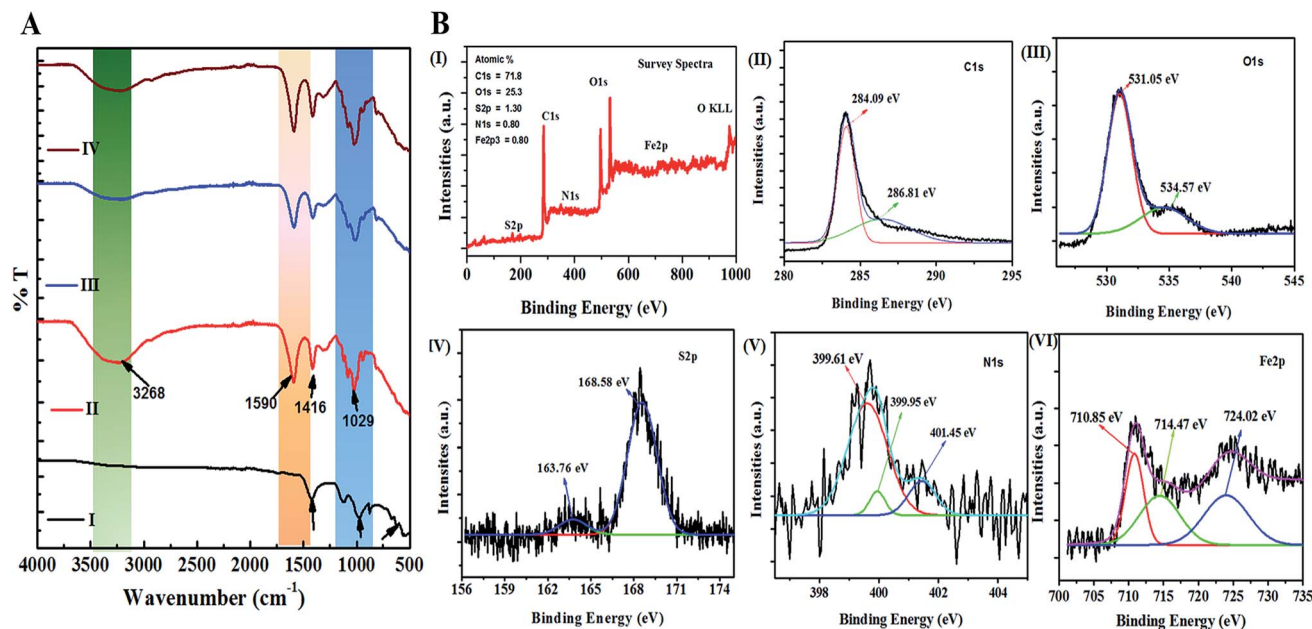 A
% T
IV
III
II
I
3268
1590
1416
1029
4000 3500 3000 2500 2000 1500 1000 500
Wavenumber (cm⁻¹)
B
(I)
Atomic %
C1s = 71.8
O1s = 25.3
S2p = 1.30
N1s = 0.80
Fe2p3 = 0.80
Survey Spectra
O1s
C1s
O KLL
Fe2p
N1s
S2p
Intensities (a.u.)
0 200 400 600 800 1000
Binding Energy (eV)
(II)
C1s
284.09 eV
286.81 eV
Intensities (a.u.)
280 285 290 295
Binding Energy (eV)
(III)
O1s
531.05 eV
534.57 eV
Intensities (a.u.)
530 535 540 545
Binding Energy (eV)
[V)
S2p
168.58 eV
163.76 eV
Intensities (a.u.)
156 159 162 165 168 171 174
Binding Energy (eV)
(V)
N1s
399.61 eV
399.95 eV
401.45 eV
Intensities (a.u.)
398 400 402 404
Binding Energy (eV)
(VI)
Fe2p
710.85 eV
714.47 eV
724.02 eV
Intensities (a.u.)
700 705 710 715 720 725 730 735
Binding Energy (eV)